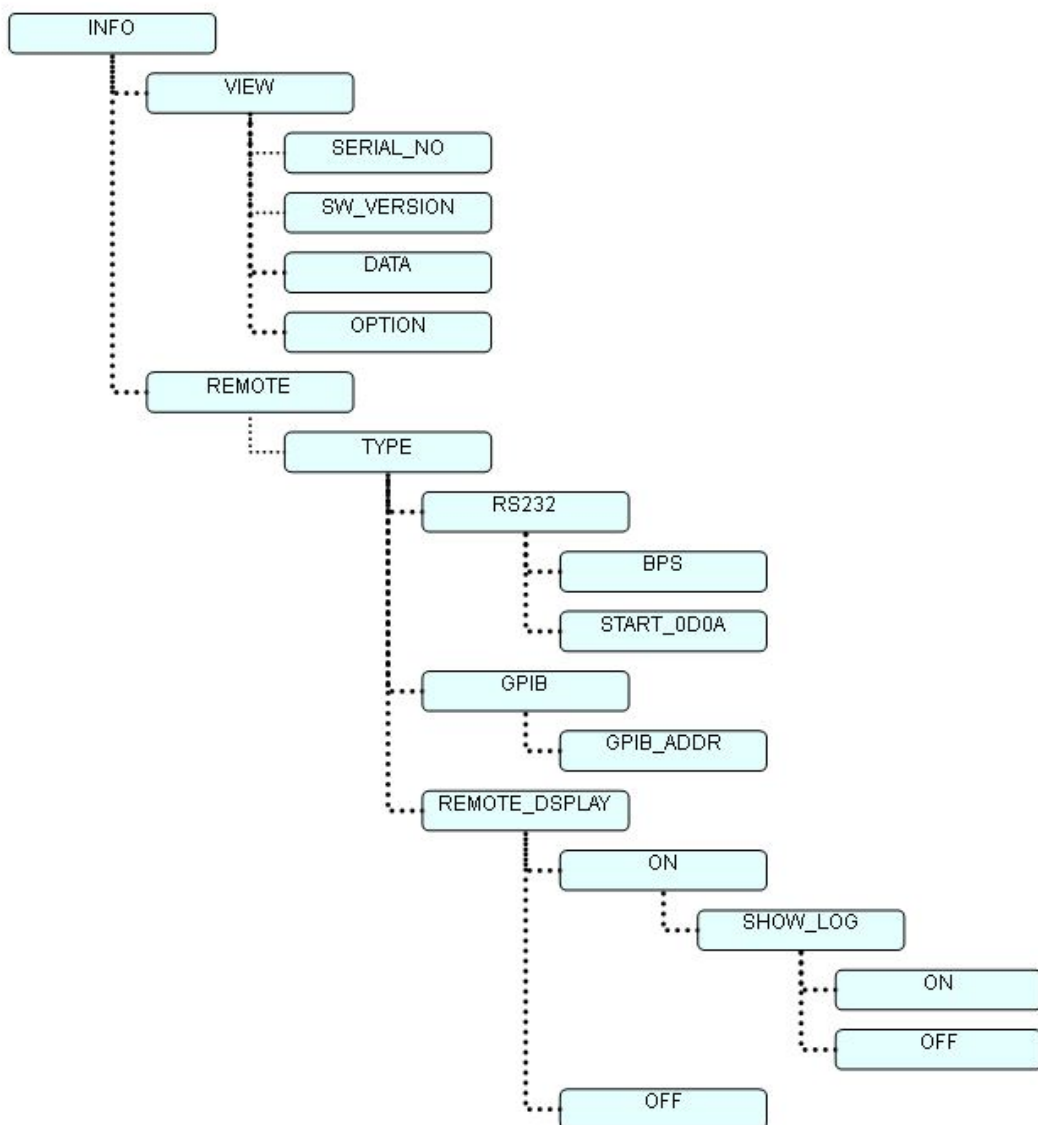 INFO
VIEW
SERIAL_NO
SW_VERSION
DATA
OPTION
REMOTE
TYPE
RS232
BPS
START_0D0A
GPIB
GPIB_ADDR
REMOTE_DSPLAY
ON
SHOW_LOG
ON
OFF
OFF